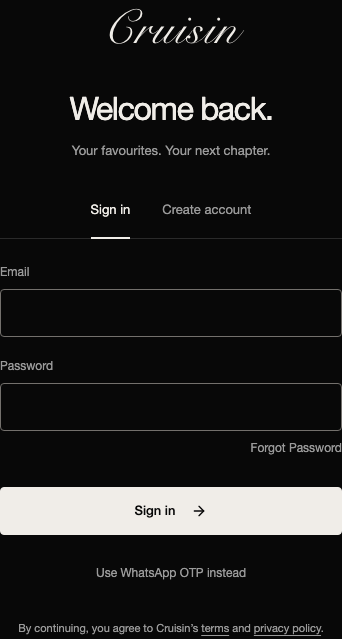 Cruisin
Welcome back.
Your favourites. Your next chapter.
Sign in
Create account
Email
Password
Forgot Password
Sign in →
Use WhatsApp OTP instead
By continuing, you agree to Cruisin's terms and privacy policy.